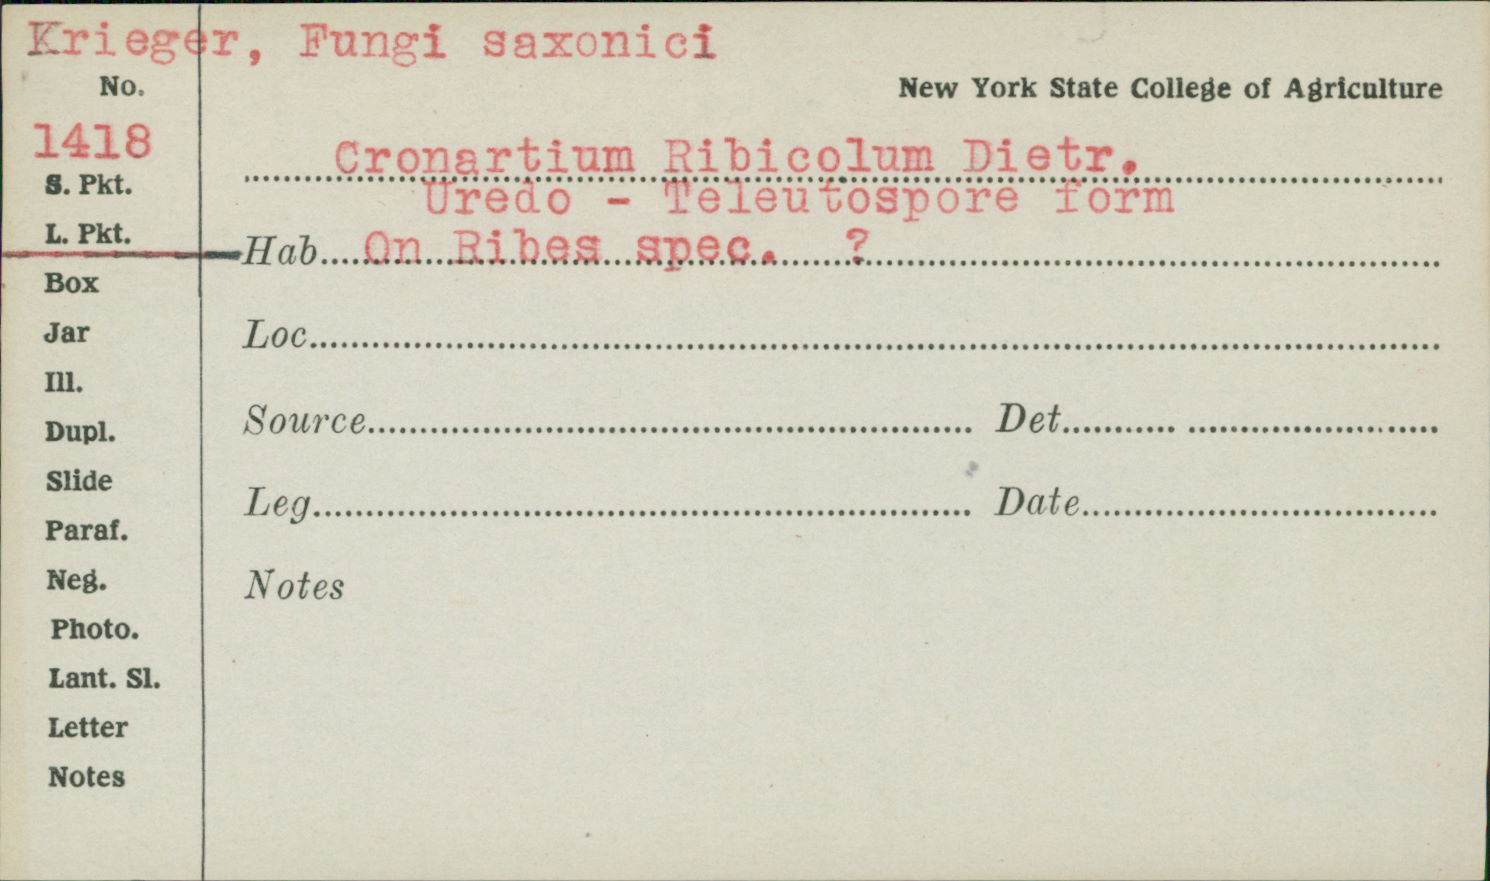 Krieger, Fungi saxonici
No.
New York State College of Agriculture
1418
Cronartium Ribicolum Dietr.
S. Pkt.
Uredo - Teleutospore form
L. Pkt.
Hab....On Ribes spec. ?
Box
Jar
Loc.
Ill.
Dupl.
Source
Det.
Slide
Leg.
Date
Paraf.
Neg.
Notes
Photo.
Lant. Sl.
Letter
Notes